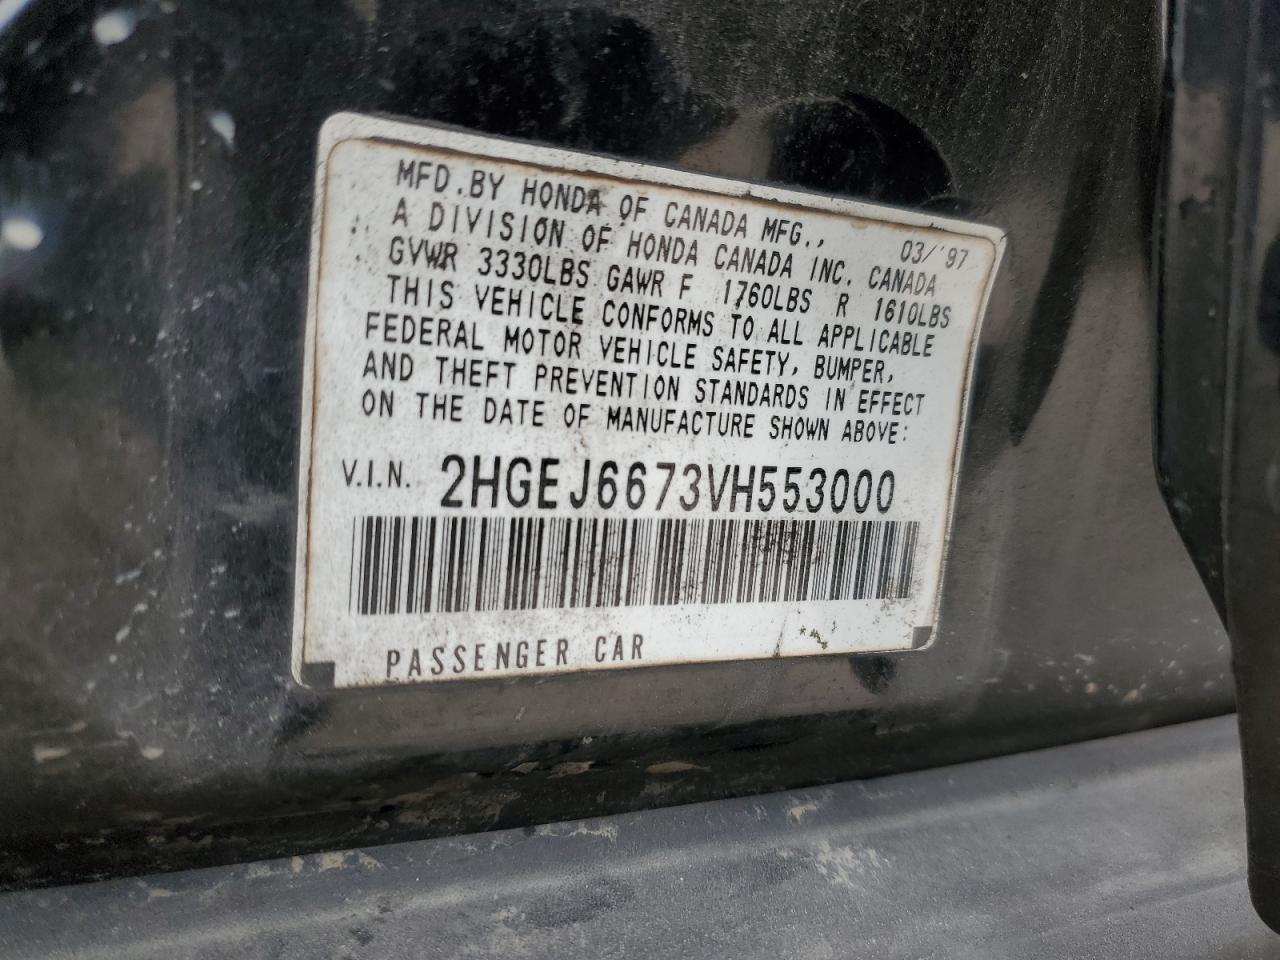 MFD.BY HONDA OF CANADA MFG.,
A DIVISION OF HONDA CANADA INC. CANADA 03/'97
GVWR 3330LBS GAWR F 1760LBS R 1610LBS
THIS VEHICLE CONFORMS TO ALL APPLICABLE
FEDERAL MOTOR VEHICLE SAFETY, BUMPER,
AND THEFT PREVENTION STANDARDS IN EFFECT
ON THE DATE OF MANUFACTURE SHOWN ABOVE:
V.I.N. 2HGEJ6673VH553000
PASSENGER CAR